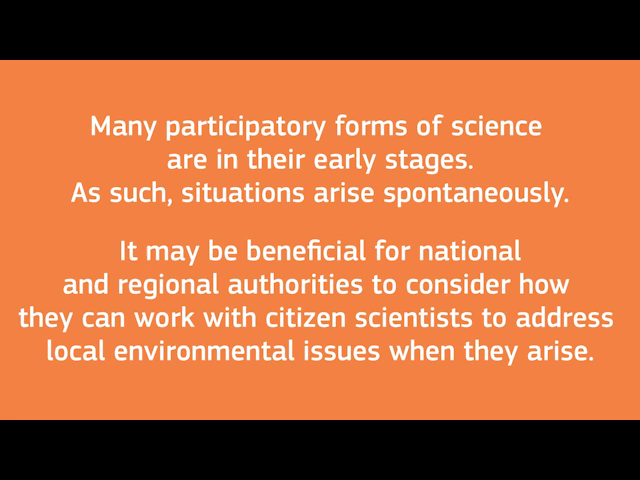 Many participatory forms of science
are in their early stages.
As such, situations arise spontaneously.
It may be beneficial for national
and regional authorities to consider how
they can work with citizen scientists to address
local environmental issues when they arise.